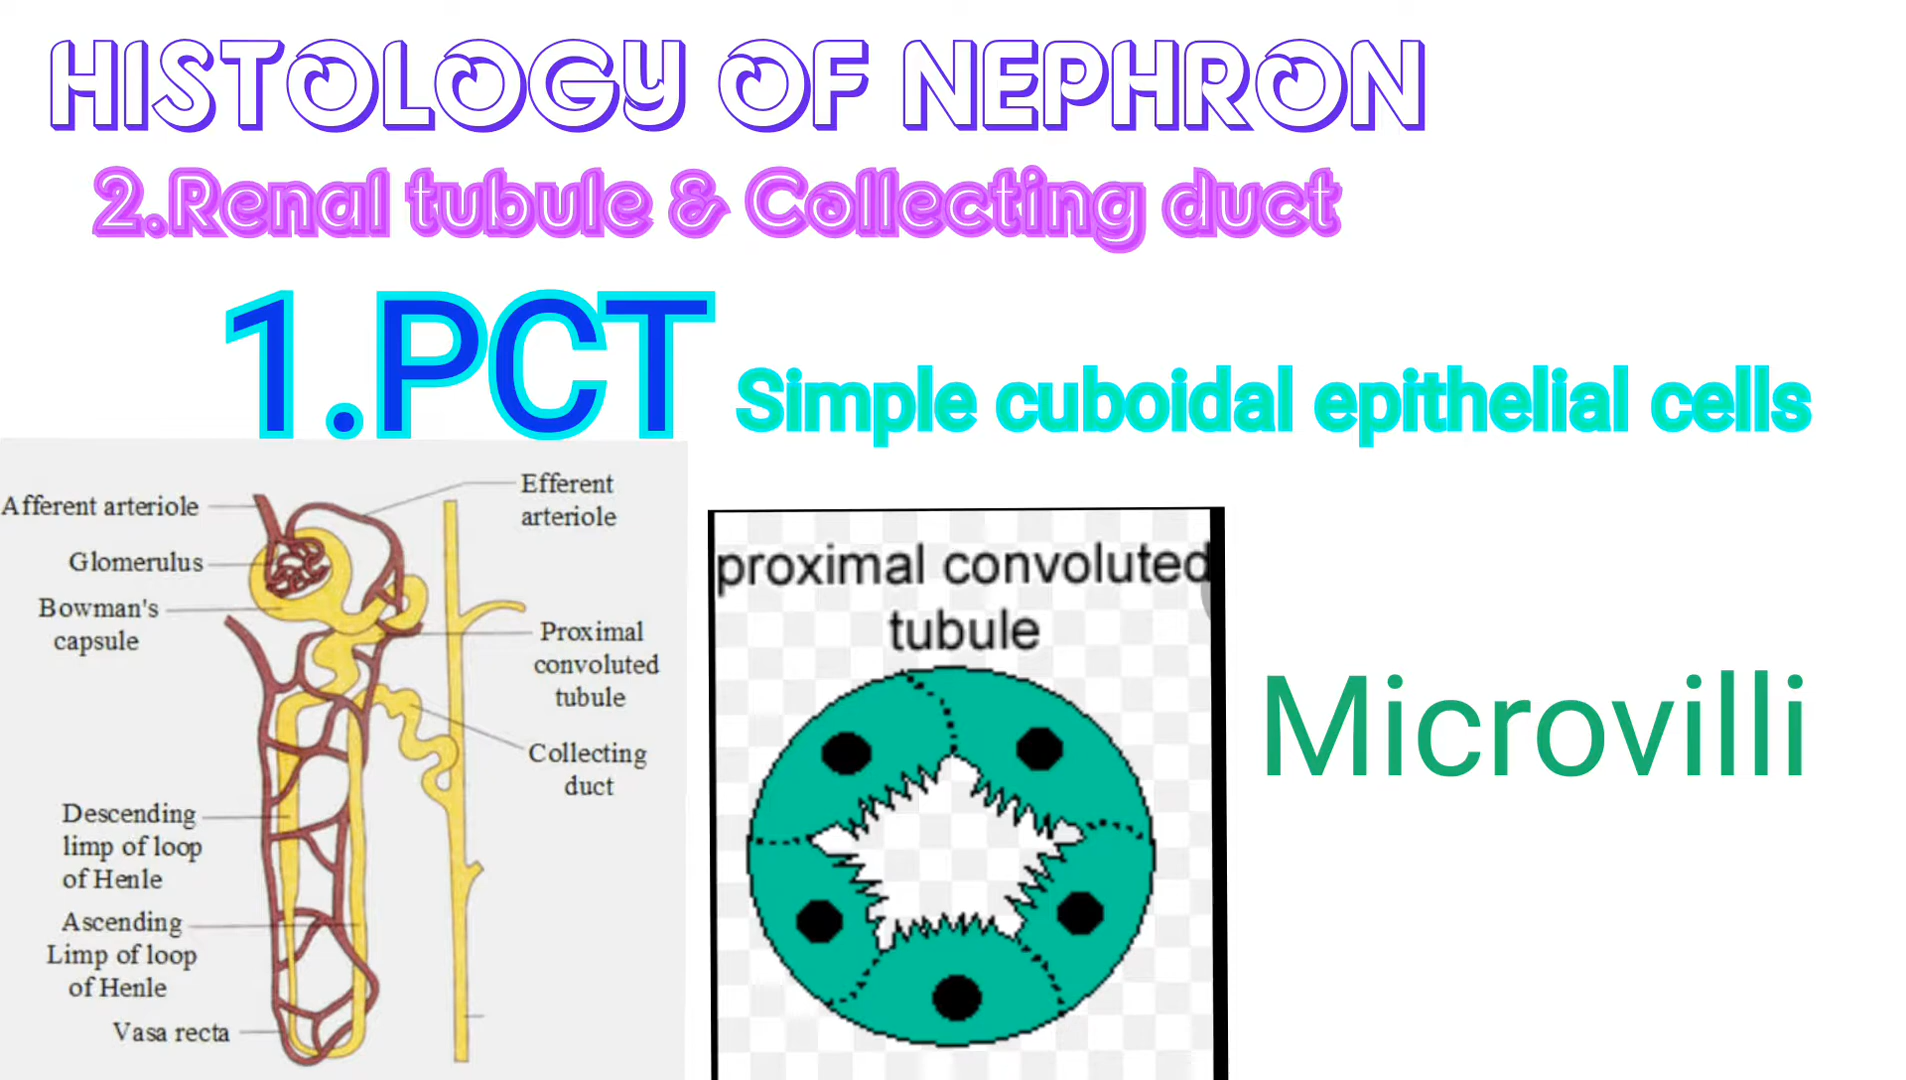 HISTOLOGY OF NEPHRON
2.Renal tubule & Collecting duct
1.PCT
Simple cuboidal epithelial cells
Afferent arteriole
Glomerulus
Bowman's
capsule
Efferent
arteriole
Proximal
convoluted
tubule
Collecting
duct
Descending
limp of loop
of Henle
Ascending
Limp of loop
of Henle
Vasa recta
proximal convoluted
tubule
Microvilli